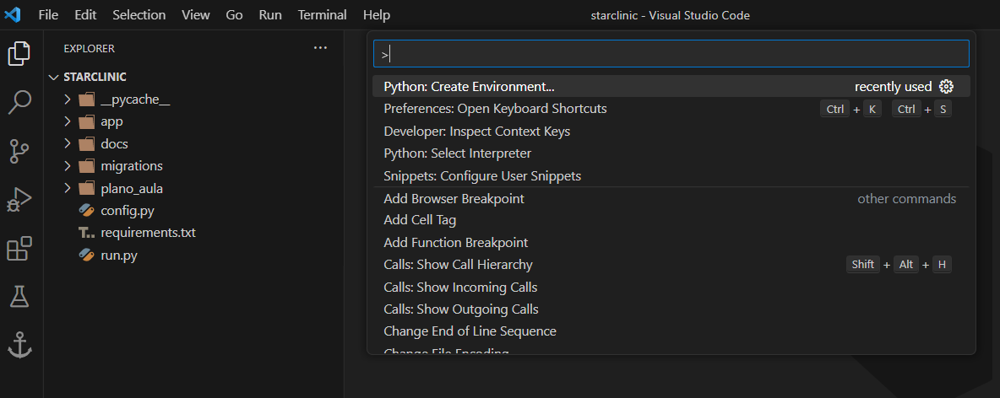 File Edit Selection View Go Run Terminal Help starclinic - Visual Studio Code
EXPLORER ...
STARCLINIC
__pycache__
app
docs
migrations
plano_aula
config.py
requirements.txt
run.py
>
Python: Create Environment... recently used
Preferences: Open Keyboard Shortcuts Ctrl + K Ctrl + S
Developer: Inspect Context Keys
Python: Select Interpreter
Snippets: Configure User Snippets
Add Browser Breakpoint other commands
Add Cell Tag
Add Function Breakpoint
Calls: Show Call Hierarchy Shift + Alt + H
Calls: Show Incoming Calls
Calls: Show Outgoing Calls
Change End of Line Sequence
Change File Encoding